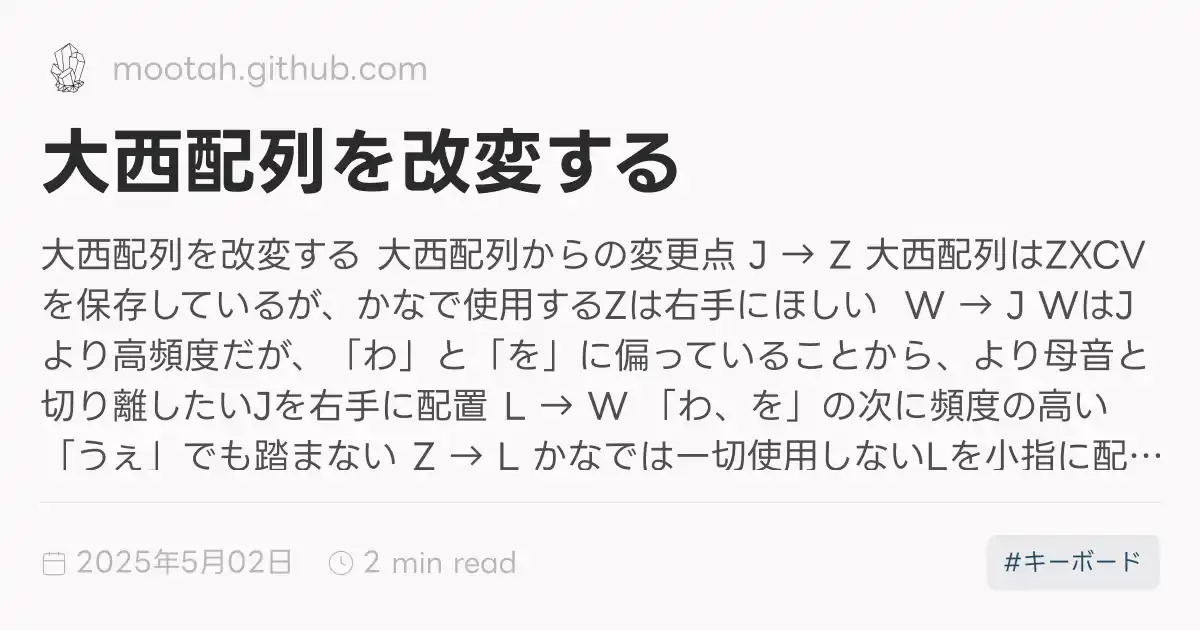 mootah.github.com
大西配列を改変する
大西配列を改変する 大西配列からの変更点 J → Z 大西配列はZXCV
を保存しているが、かなで使用するZは右手にほしい W → J WはJ
より高頻度だが、「わ」と「を」に偏っていることから、より母音と
切り離したいJを右手に配置 L → W 「わ、を」の次に頻度の高い
「うぇ」でも踏まない Z → L かなでは一切使用しないLを小指に配…
2025年5月02日 2 min read
#キーボード